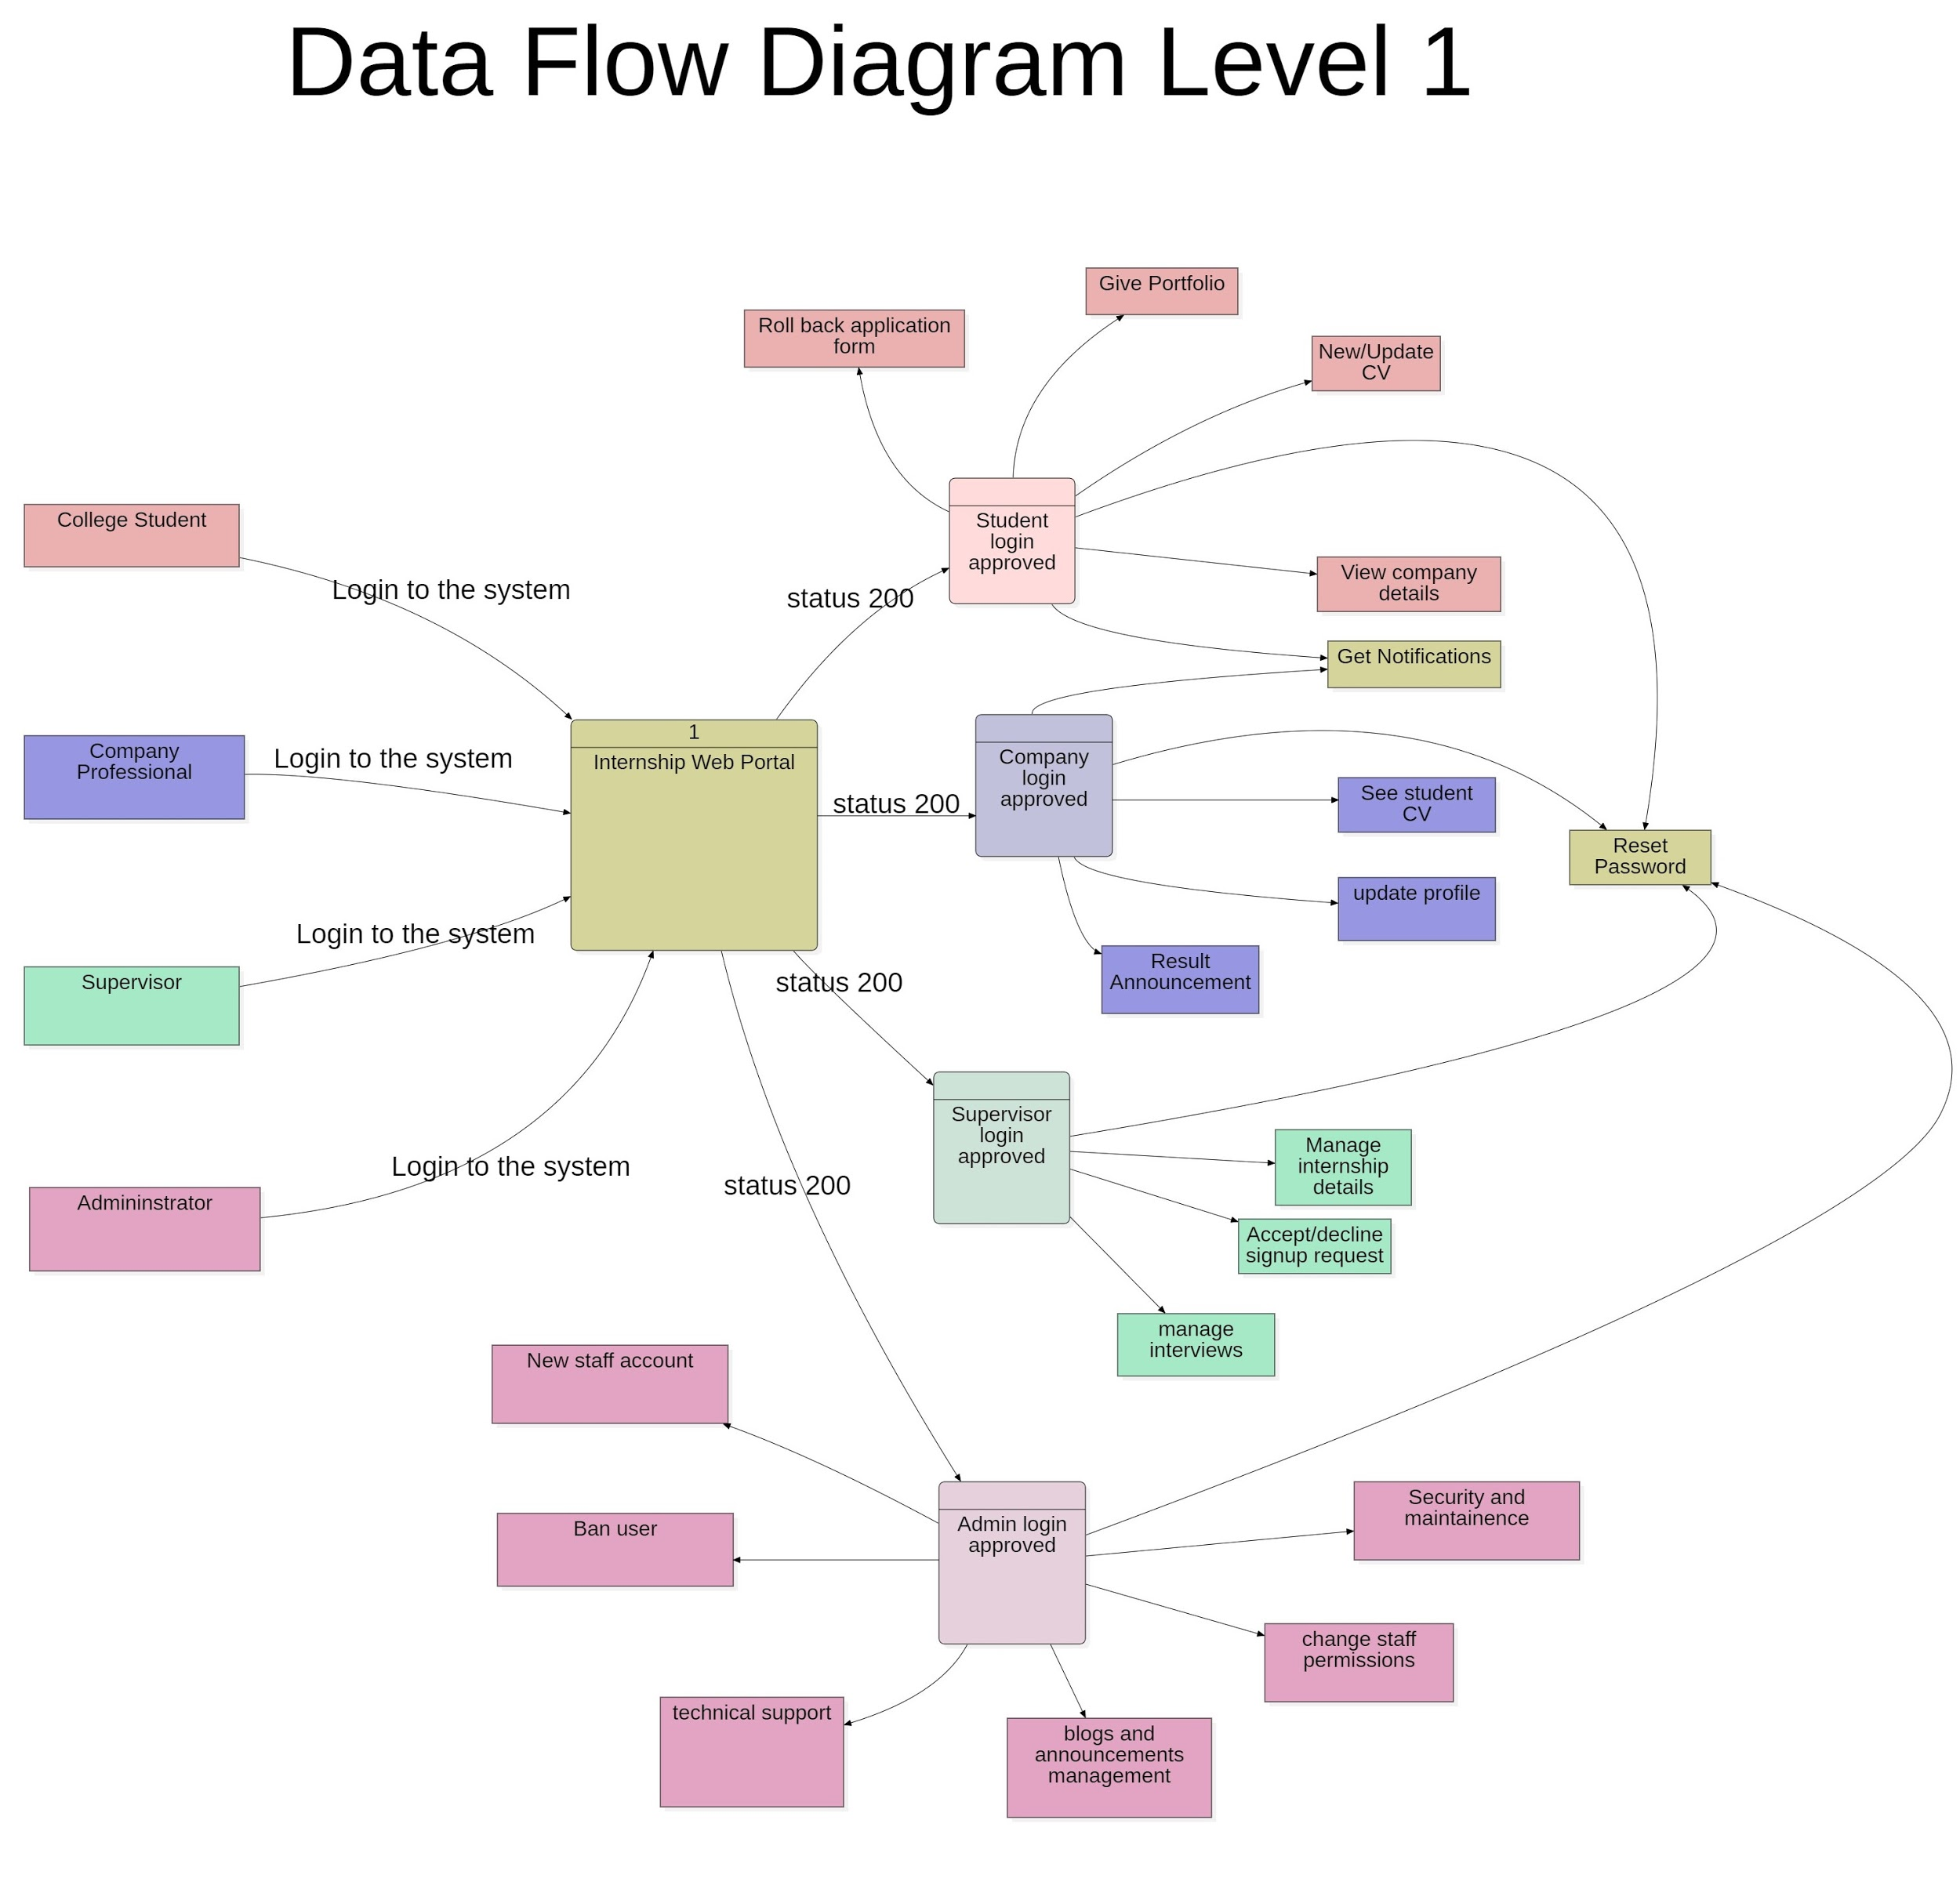 Data Flow Diagram Level 1
Give Portfolio
Roll back application
form
New/Update
CV
College Student
Student
login
approved
Login to the system
status 200
View company
details
Get Notifications
1
Internship Web Portal
Company
Professional
Login to the system
status 200
Company
login
approved
See student
CV
Reset
Password
update profile
Login to the system
Supervisor
status 200
Result
Announcement
Supervisor
login
approved
Manage
internship
details
Login to the system
Admininstrator
status 200
Accept/decline
signup request
manage
interviews
New staff account
Ban user
Admin login
approved
Security and
maintainence
change staff
permissions
technical support
blogs and
announcements
management